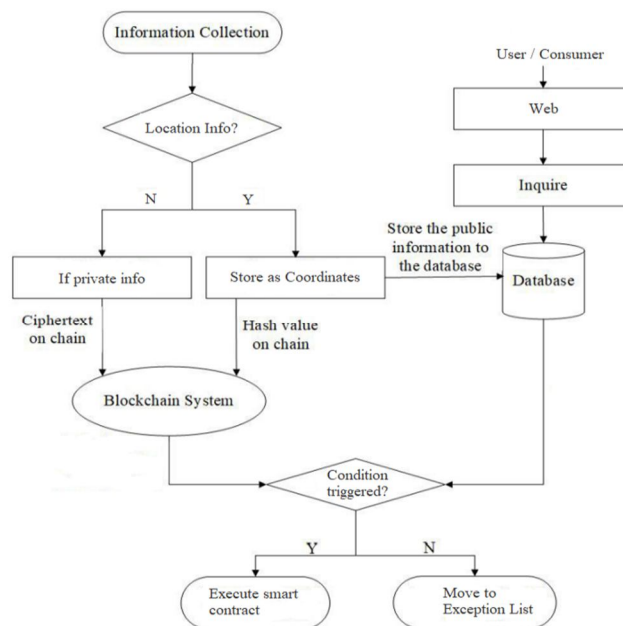 Information Collection
User / Consumer
Web
Location Info?
Inquire
N
Y
Store the public
information to
the database
If private info
Store as Coordinates
Database
Ciphertext
on chain
Hash value
on chain
Blockchain System
Condition
triggered?
Y
N
Execute smart
contract
Move to
Exception List